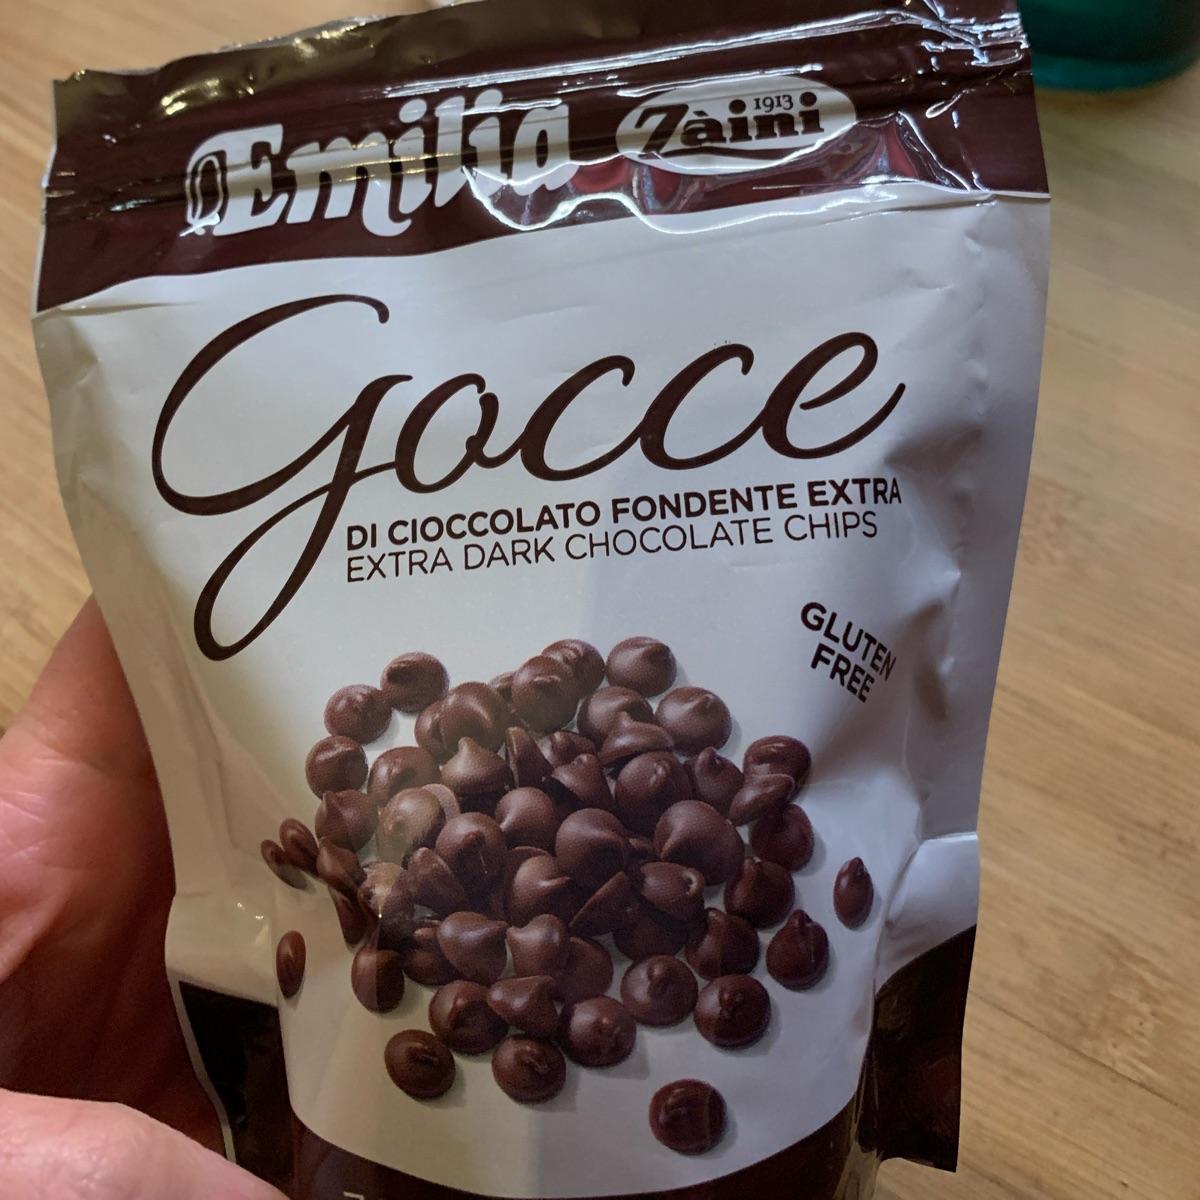 Emilia
Zàini 1913
Gocce
DI CIOCCOLATO FONDENTE EXTRA
EXTRA DARK CHOCOLATE CHIPS
GLUTEN
FREE